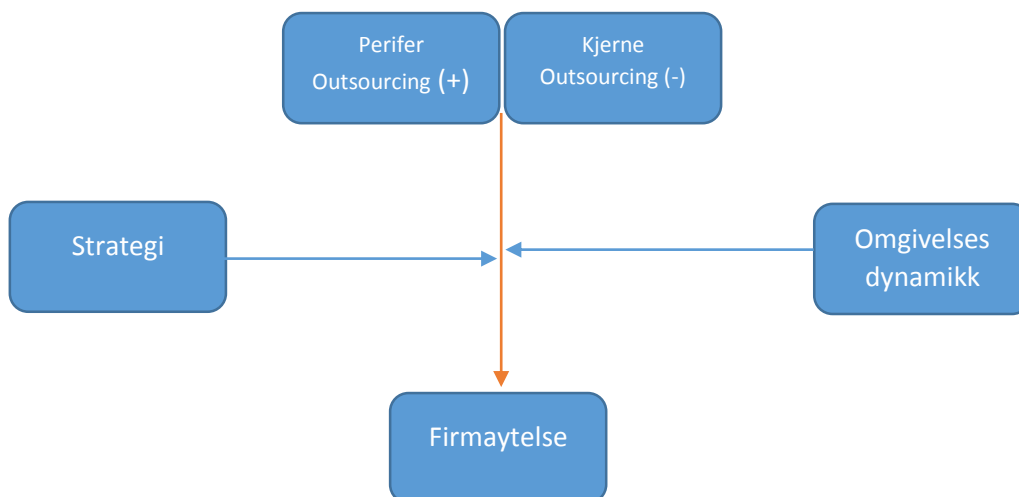 Perifer
Outsourcing (+)
Kjerne
Outsourcing (-)
Strategi
Omgivelses
dynamikk
Firmaytelse